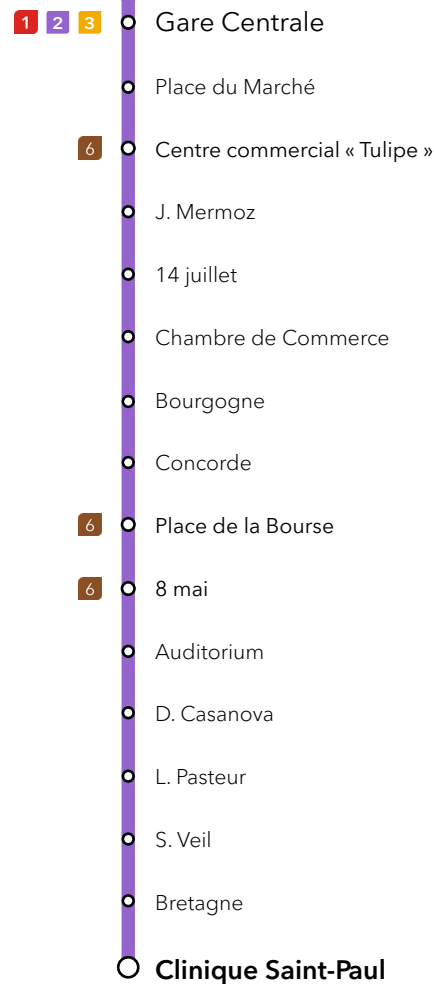 1 2 3 Gare Centrale
Place du Marché
6 Centre commercial « Tulipe »
J. Mermoz
14 juillet
Chambre de Commerce
Bourgogne
Concorde
6 Place de la Bourse
6 8 mai
Auditorium
D. Casanova
L. Pasteur
S. Veil
Bretagne
Clinique Saint-Paul